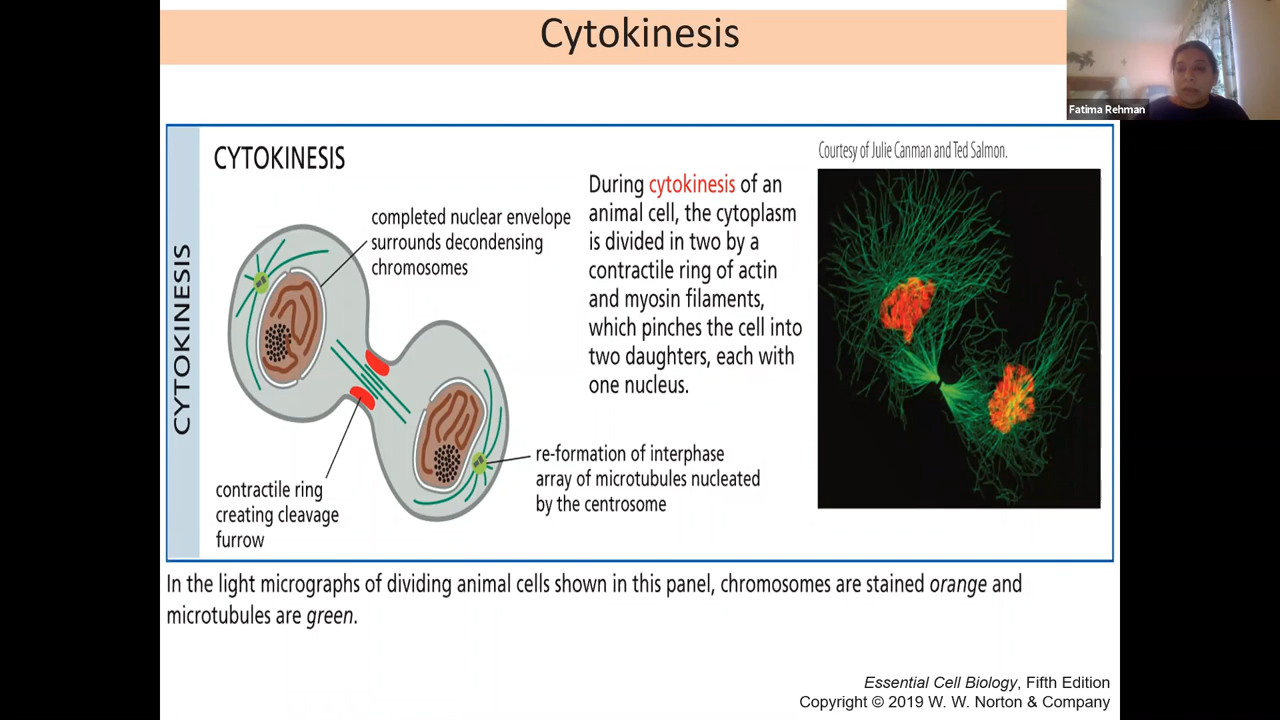 Cytokinesis
Fatima Rehman
CYTOKINESIS
CYTOKINESIS
completed nuclear envelope
surrounds decondensing
chromosomes
contractile ring
creating cleavage
furrow
During cytokinesis of an
animal cell, the cytoplasm
is divided in two by a
contractile ring of actin
and myosin filaments,
which pinches the cell into
two daughters, each with
one nucleus.
re-formation of interphase
array of microtubules nucleated
by the centrosome
Courtesy of Julie Canman and Ted Salmon.
In the light micrographs of dividing animal cells shown in this panel, chromosomes are stained orange and
microtubules are green.
Essential Cell Biology, Fifth Edition
Copyright © 2019 W. W. Norton & Company